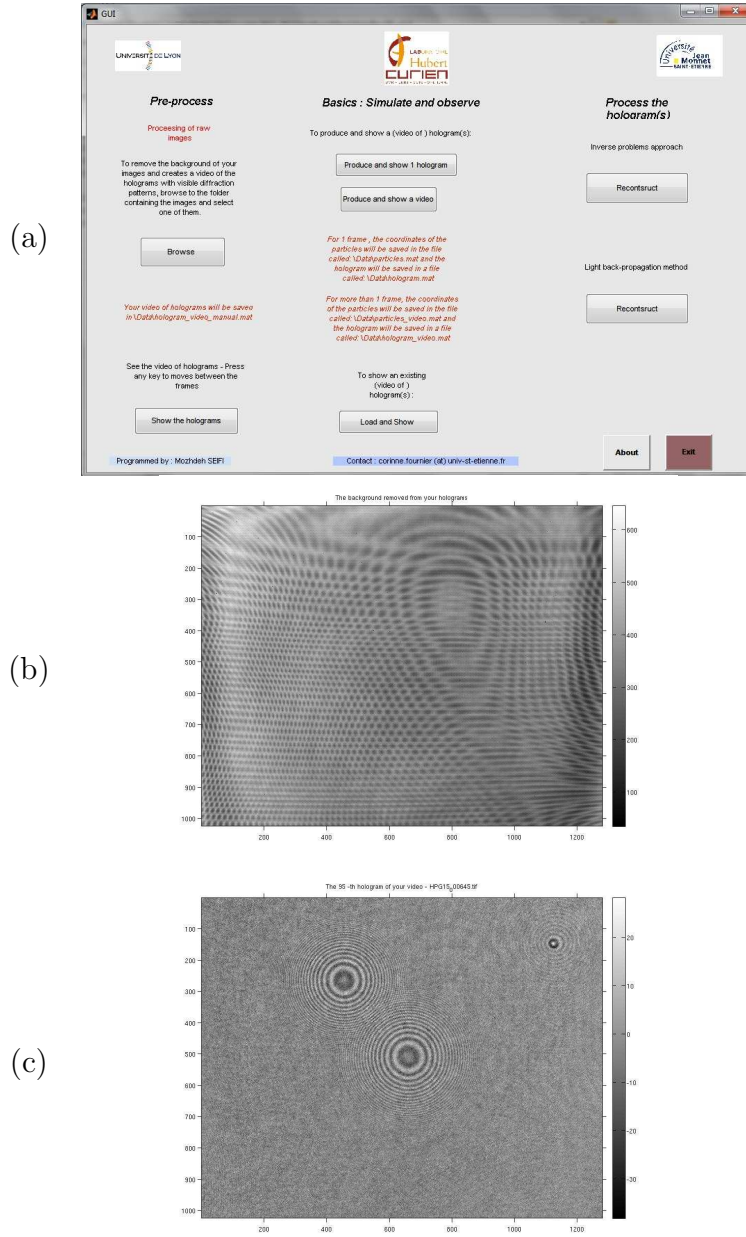 (a)
GUI
UNIVERSITÉ DE LYON
LABORATOIRE
Hubert
CURIEN
Université
Jean
Monnet
SAINT-ETIENNE
Pre-process
Proceesing of raw
images
To remove the background of your
images and creates a video of the
holograms with visible diffraction
patterns, browse to the folder
containing the images and select
one of them.
Browse
Your video of holograms will be saved
in\Data\hologram_video_manual.mat
See the video of holograms - Press
any key to moves between the
frames
Show the holograms
Programmed by : Mozhdeh SEIFI
Basics : Simulate and observe
To produce and show a (video of ) hologram(s):
Produce and show 1 hologram
Produce and show a video
For 1 frame , the coordinates of the
particles will be saved in the file
called: \Data\particles.mat and the
hologram will be saved in a file
called: \Data\hologram.mat
For more than 1 frame, the coordinates
of the particles will be saved in the file
called: \Data\particles_video.mat and
the hologram will be saved in a file
called: \Data\hologram_video.mat
To show an existing
(video of )
hologram(s) :
Load and Show
Contact : corinne.fournier (at) univ-st-etienne.fr
Process the
hologram(s)
Inverse problems approach
Recontsruct
Light back-propagation method
Recontsruct
About
Exit
(b)
The background removed from your holograms
100
200
300
400
500
600
700
800
900
1000
200
400
600
800
1000
1200
600
500
400
300
200
100
(c)
The 95 -th hologram of your video - HPG15_00645.tif
100
200
300
400
500
600
700
800
900
1000
200
400
600
800
1000
1200
20
10
0
-10
-20
-30